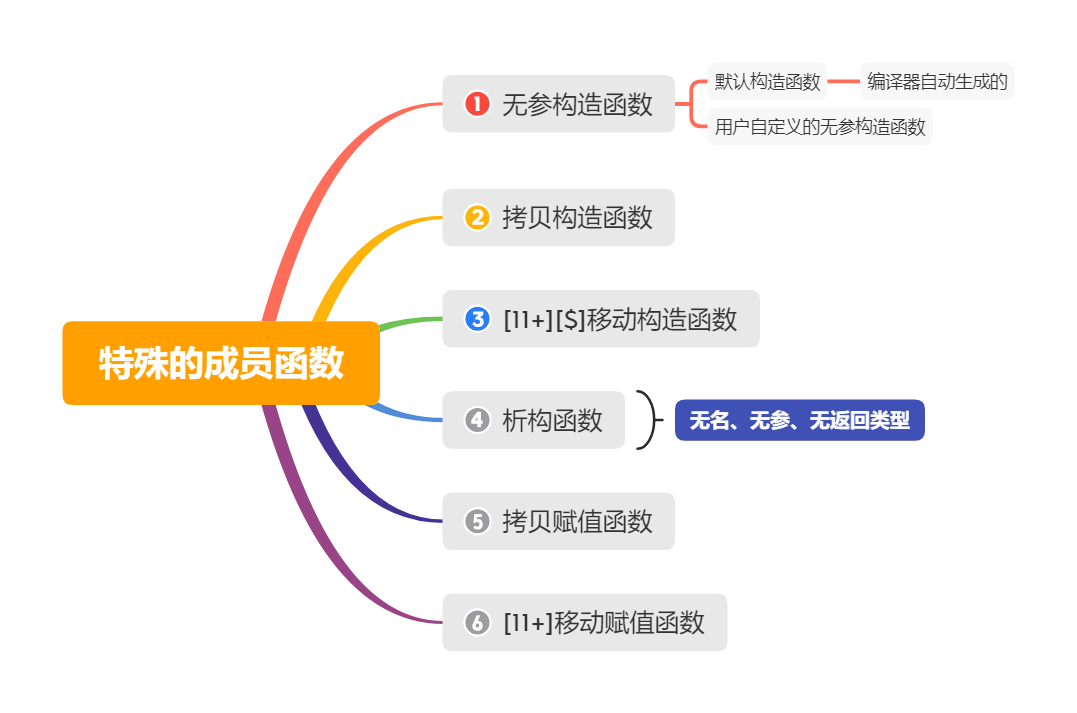 特殊的成员函数
1 无参构造函数
默认构造函数
编译器自动生成的
用户自定义的无参构造函数
2 拷贝构造函数
3 [11+][$]移动构造函数
4 析构函数
无名、无参、无返回类型
5 拷贝赋值函数
6 [11+]移动赋值函数